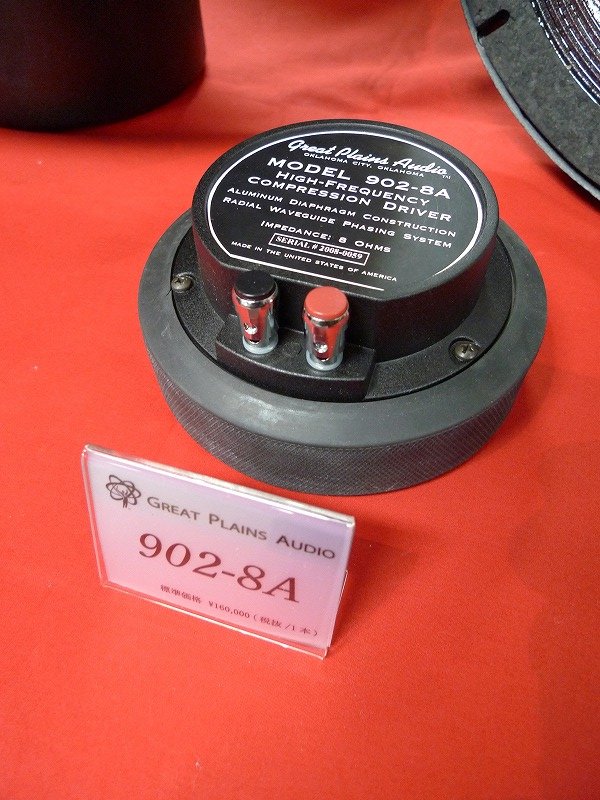 Great Plains Audio™
OKLAHOMA CITY, OKLAHOMA
MODEL 902-8A
HIGH-FREQUENCY
COMPRESSION DRIVER
ALUMINUM DIAPHRAGM CONSTRUCTION
RADIAL WAVEGUIDE PHASING SYSTEM
IMPEDANCE: 8 OHMS
SERIAL # 2008-0059
MADE IN THE UNITED STATES OF AMERICA
GREAT PLAINS AUDIO
902-8A
標準価格 ¥160,000(税抜/1本)